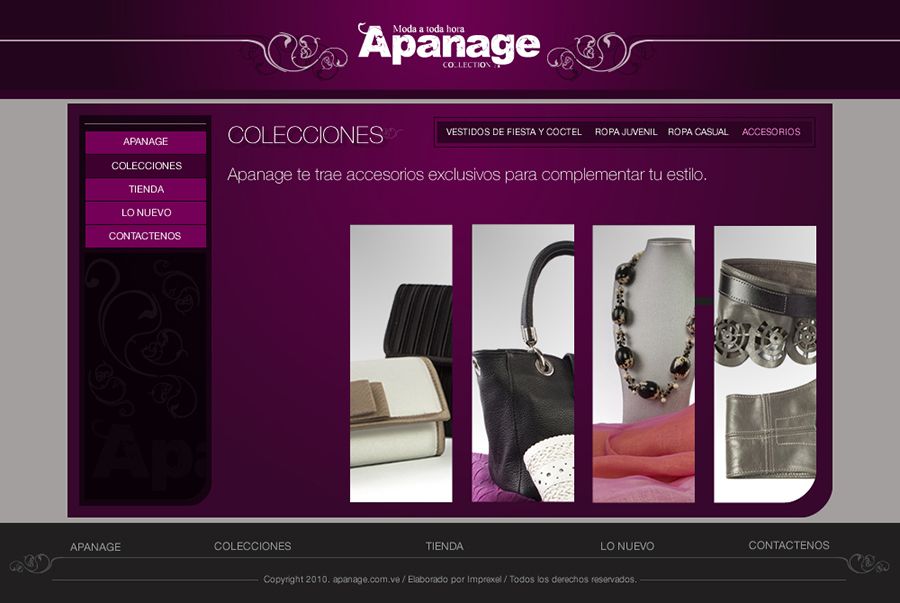 Moda a toda hora
Apanage
COLLECTION
COLECCIONES
VESTIDOS DE FIESTA Y COCTEL ROPA JUVENIL ROPA CASUAL ACCESORIOS
Apanage te trae accesorios exclusivos para complementar tu estilo.
APANAGE
COLECCIONES
TIENDA
LO NUEVO
CONTACTENOS
Apa
APANAGE COLECCIONES TIENDA LO NUEVO CONTACTENOS
Copyright 2010. apanage.com.ve / Elaborado por Imprexel / Todos los derechos reservados.